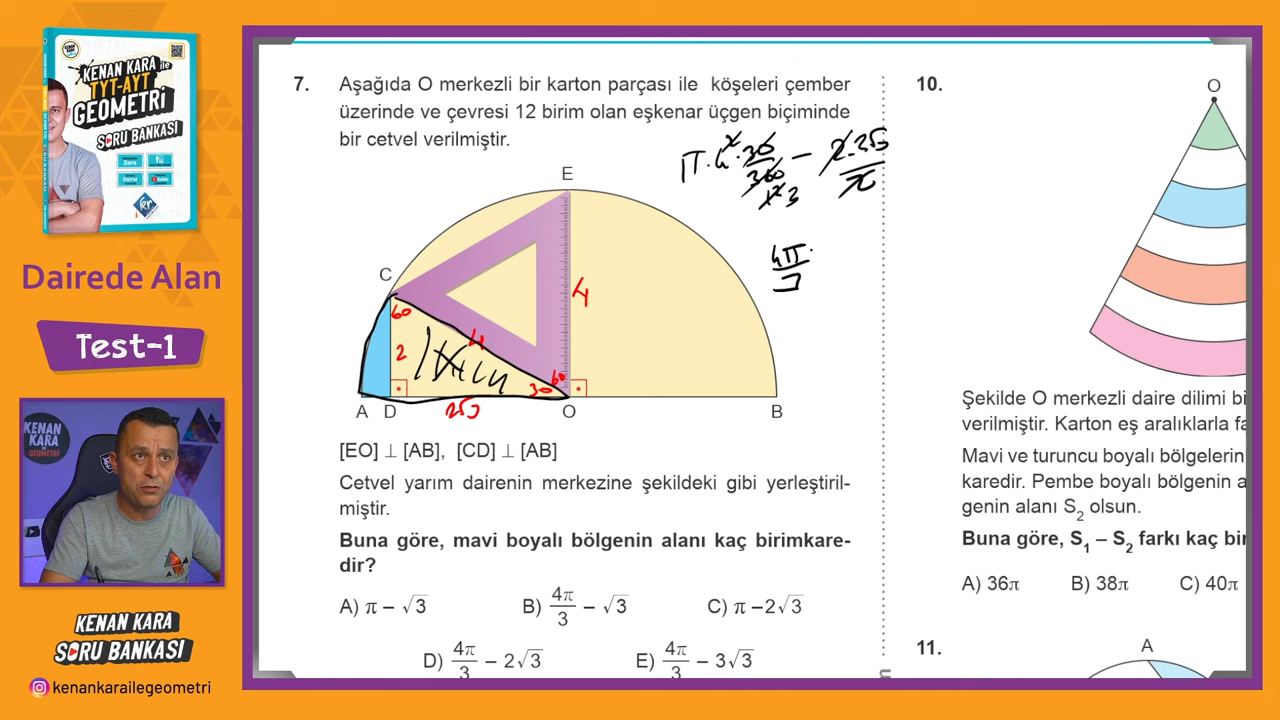 KENAN KARA ile
TYT-AYT
GEOMETRİ
SORU BANKASI
Dairede Alan
Test-1
KENAN KARA
SORU BANKASI
kenankarailegeometri
7.
Aşağıda O merkezli bir karton parçası ile köşeleri çember
üzerinde ve çevresi 12 birim olan eşkenar üçgen biçiminde
bir cetvel verilmiştir.
E
C
60
4
4
2
30
60
A D
2√3
O
B
4π
3
[EO] ⊥ [AB], [CD] ⊥ [AB]
Cetvel yarım dairenin merkezine şekildeki gibi yerleştiril-
miştir.
Buna göre, mavi boyalı bölgenin alanı kaç birimkare-
dir?
A) π − √3
B) 4π/3 − √3
C) π −2√3
D) 4π/3 − 2√3
E) 4π/3 − 3√3
10.
O
Şekilde O merkezli daire dilimi bi
verilmiştir. Karton eş aralıklarla fa
Mavi ve turuncu boyalı bölgelerin
karedir. Pembe boyalı bölgenin a
genin alanı S₂ olsun.
Buna göre, S₁ – S₂ farkı kaç bir
A) 36π
B) 38π
C) 40π
11.
A